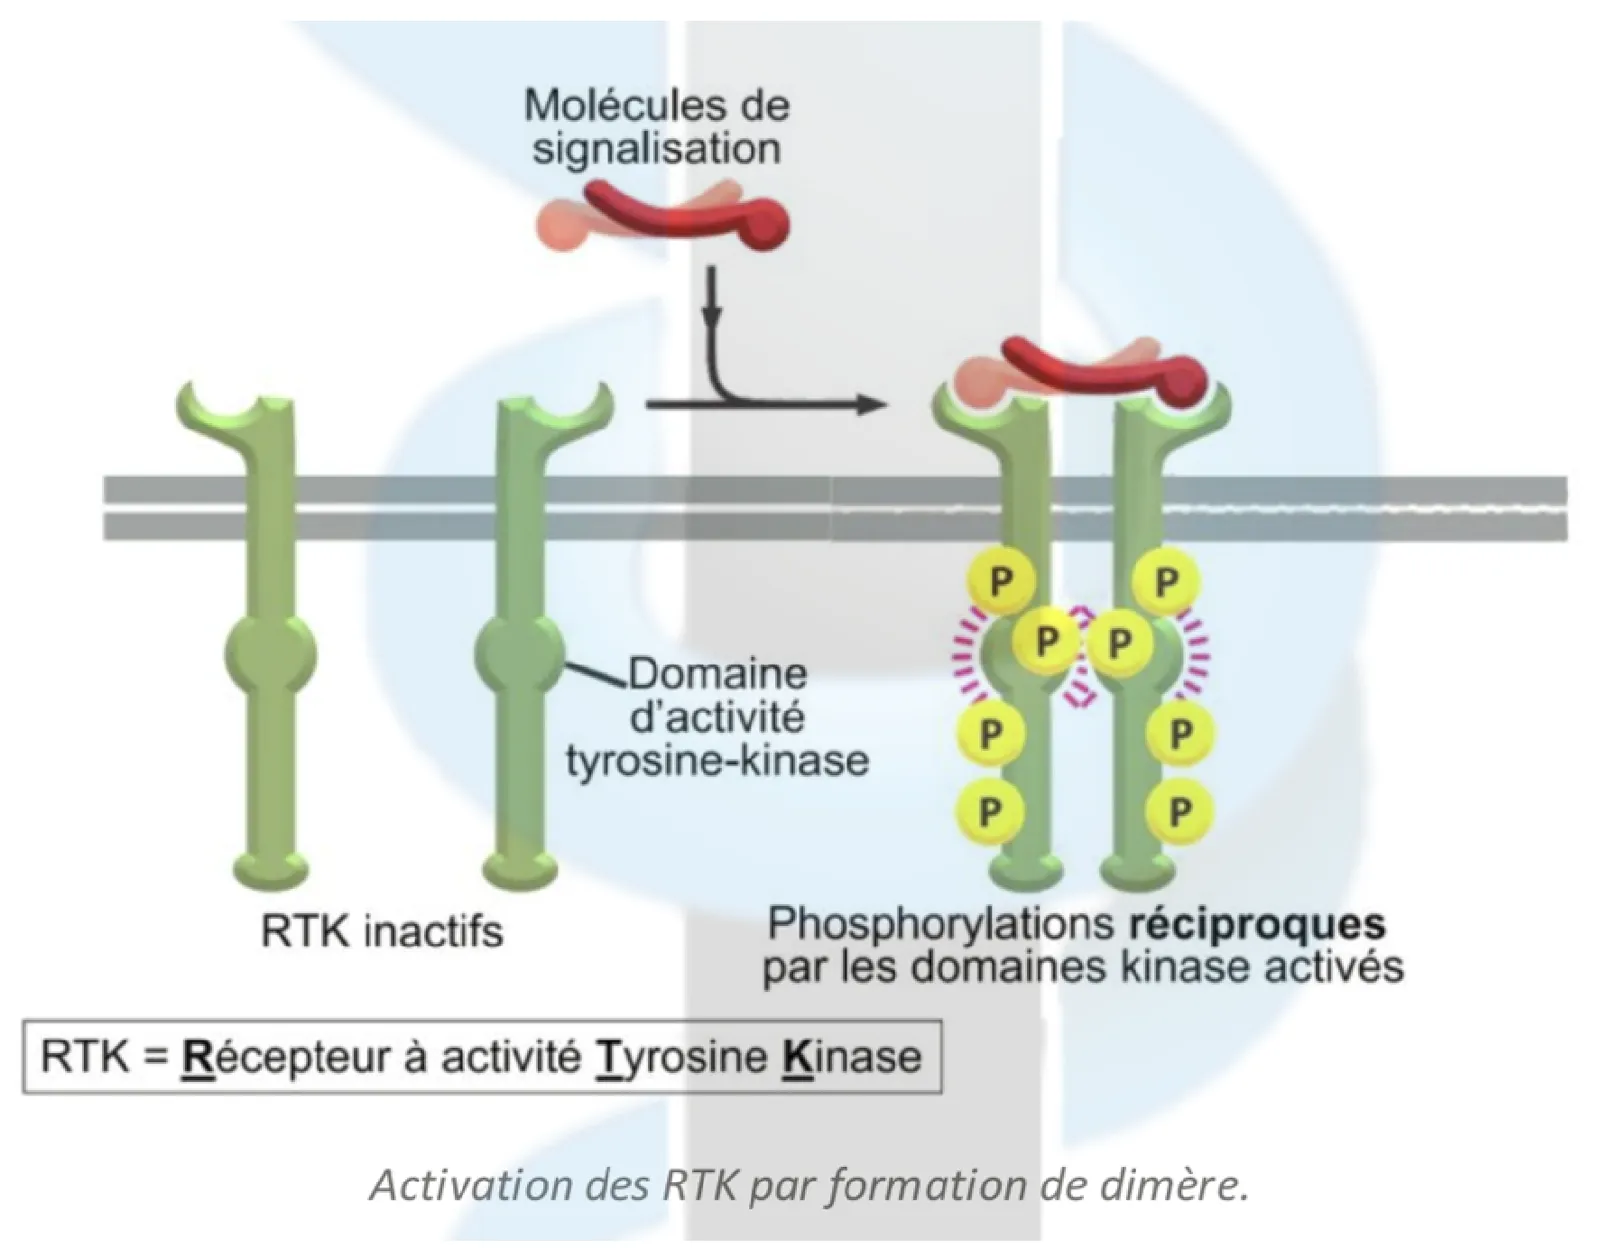 Molécules de
signalisation
Domaine
d'activité
tyrosine-kinase
P
P
P
P
P
P
P
P
RTK inactifs
Phosphorylations réciproques
par les domaines kinase activés
RTK = Récepteur à activité Tyrosine Kinase
Activation des RTK par formation de dimère.